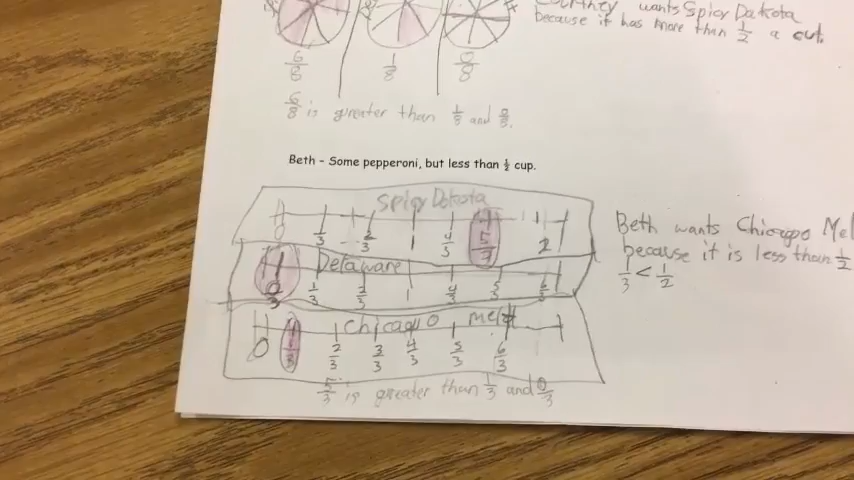 wants Spicy Dakota
because it has more than 1/2 a cut.
6/8 1/8 0/8
6/8 is greater than 1/8 and 0/8.
Beth - Some pepperoni, but less than ½ cup.
Spicy Dakota
0 1/3 2/3 1 4/3 5/3 2
Delaware
0/3 1/3 2/3 1 4/3 5/3 6/3
Chicago melt
0 1/3 2/3 3/3 4/3 5/3 6/3
5/3 is greater than 1/3 and 0/3
Beth wants Chicago Mel
because it is less than 1/2
1/3 < 1/2